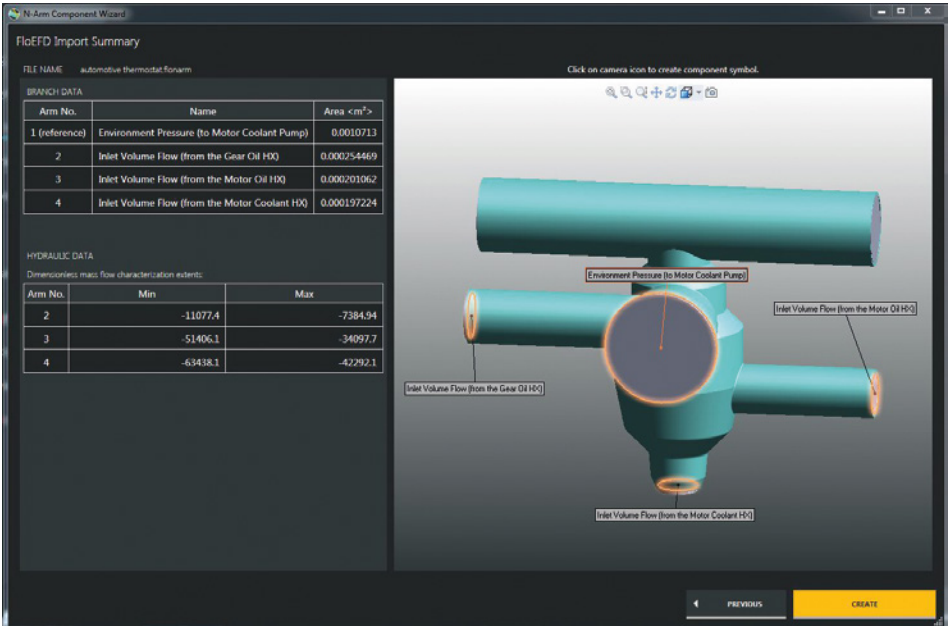 N-Arm Component Wizard
FloEFD Import Summary
FILE NAME automotive thermostat.flonarm
Click on camera icon to create component symbol.
BRANCH DATA
Arm No. Name Area <m²>
1 (reference) Environment Pressure (to Motor Coolant Pump) 0.0010713
2 Inlet Volume Flow (from the Gear Oil HX) 0.000254469
3 Inlet Volume Flow (from the Motor Oil HX) 0.000201062
4 Inlet Volume Flow (from the Motor Coolant HX) 0.000197224
HYDRAULIC DATA
Dimensionless mass flow characterization extents:
Arm No. Min Max
2 -11077.4 -7384.94
3 -51406.1 -34097.7
4 -63438.1 -42292.1
Environment Pressure (to Motor Coolant Pump)
Inlet Volume Flow (from the Motor Oil HX)
Inlet Volume Flow (from the Gear Oil HX)
Inlet Volume Flow (from the Motor Coolant HX)
PREVIOUS
CREATE